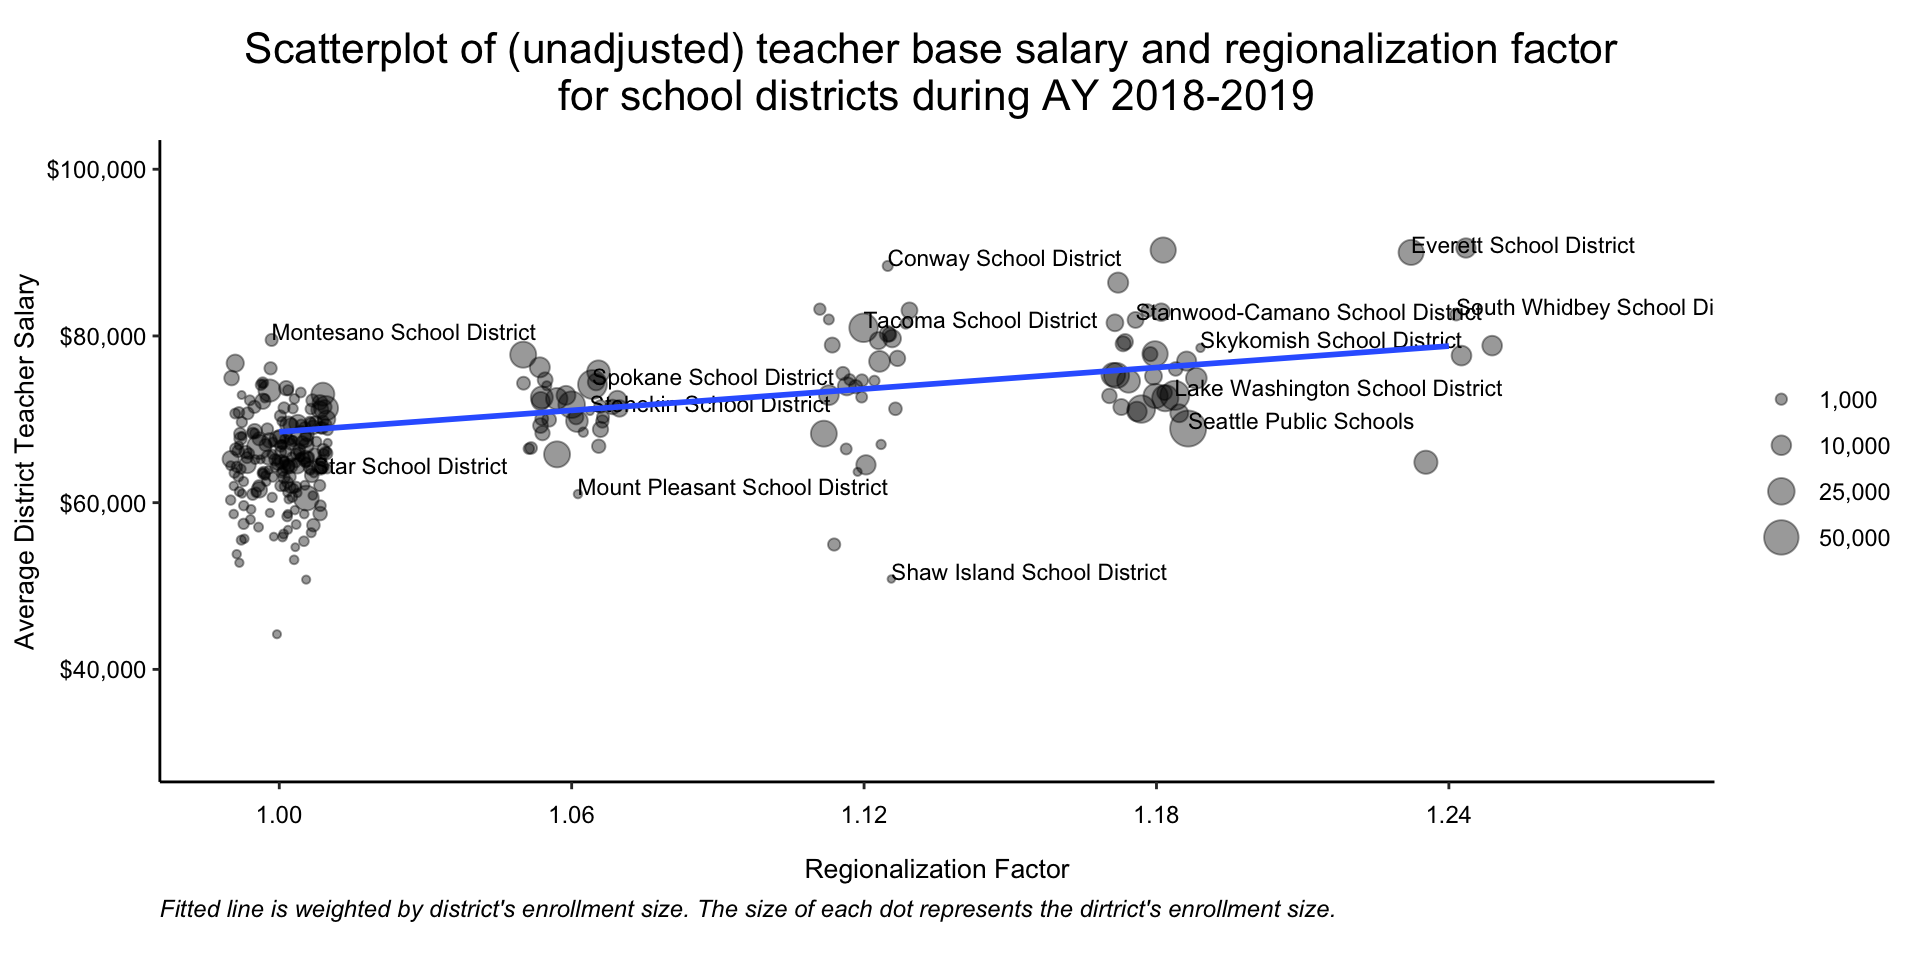 Scatterplot of (unadjusted) teacher base salary and regionalization factor
for school districts during AY 2018-2019
Average District Teacher Salary
$100,000
$80,000
$60,000
$40,000
Everett School District
Conway School District
South Whidbey School Di
Stanwood-Camano School District
Tacoma School District
Montesano School District
Skykomish School District
Spokane School District
Lake Washington School District
Stehekin School District
Seattle Public Schools
Star School District
Mount Pleasant School District
Shaw Island School District
1,000
10,000
25,000
50,000
1.00
1.06
1.12
1.18
1.24
Regionalization Factor
Fitted line is weighted by district's enrollment size. The size of each dot represents the dirtrict's enrollment size.